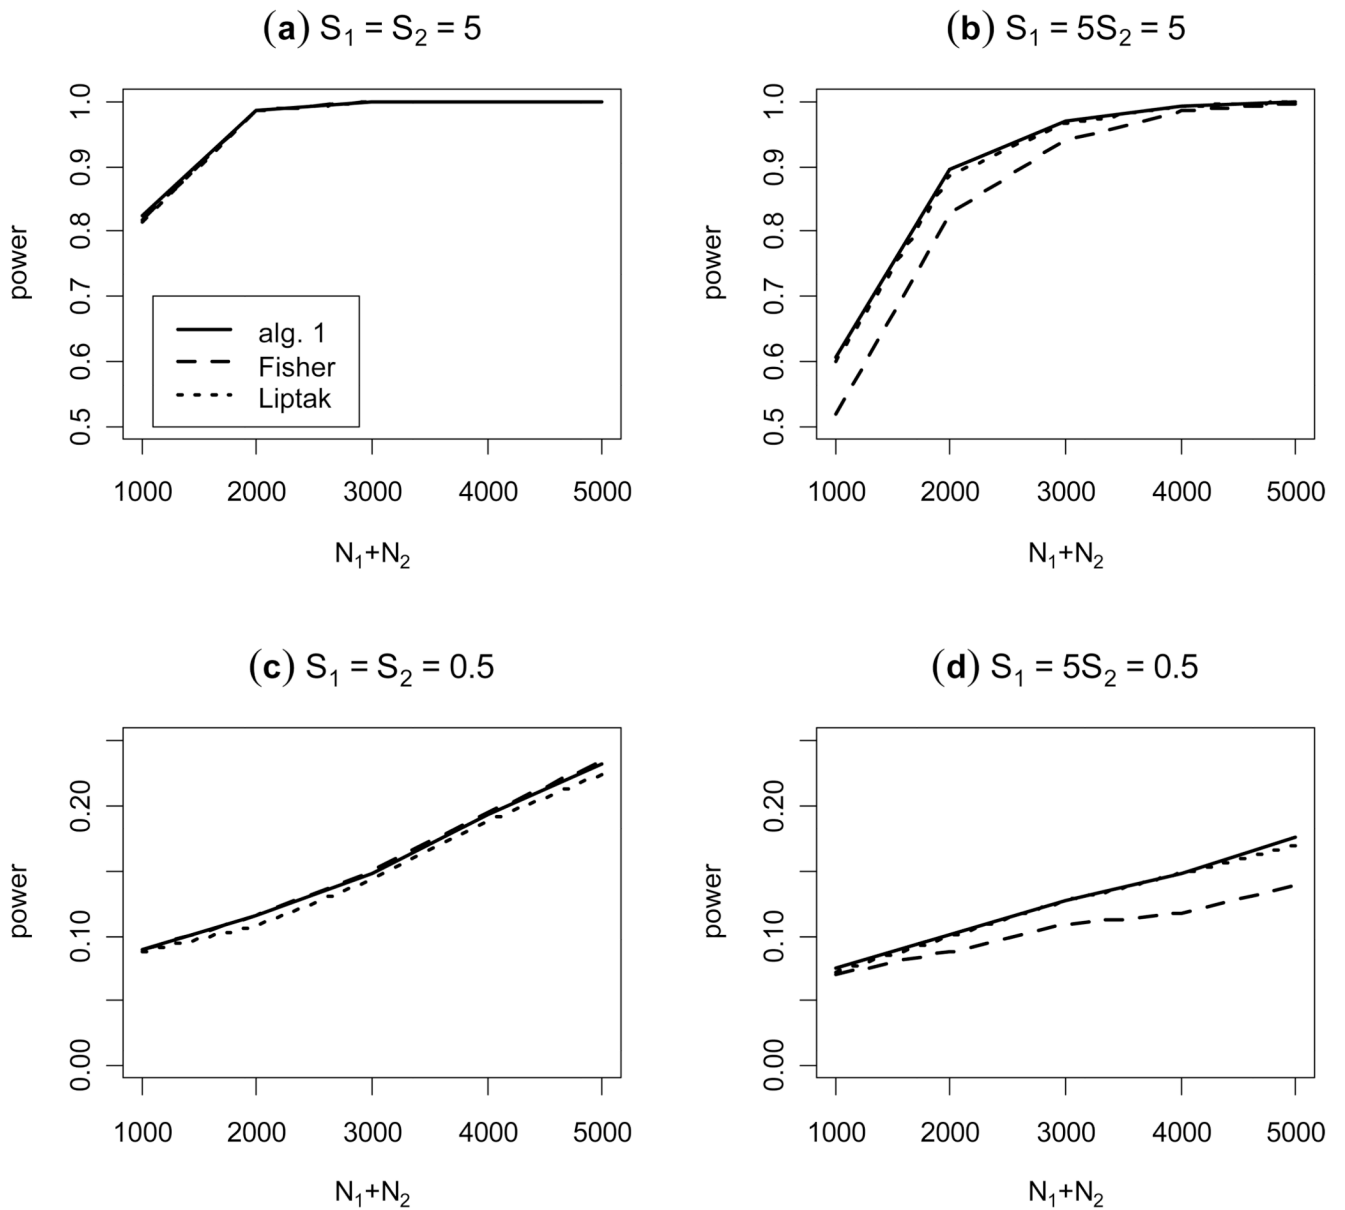 (a) S₁ = S₂ = 5
power
1.0
0.9
0.8
0.7
0.6
0.5
alg. 1
Fisher
Liptak
1000 2000 3000 4000 5000
N₁+N₂
(b) S₁ = 5S₂ = 5
power
1.0
0.9
0.8
0.7
0.6
0.5
1000 2000 3000 4000 5000
N₁+N₂
(c) S₁ = S₂ = 0.5
power
0.20
0.10
0.00
1000 2000 3000 4000 5000
N₁+N₂
(d) S₁ = 5S₂ = 0.5
power
0.20
0.10
0.00
1000 2000 3000 4000 5000
N₁+N₂